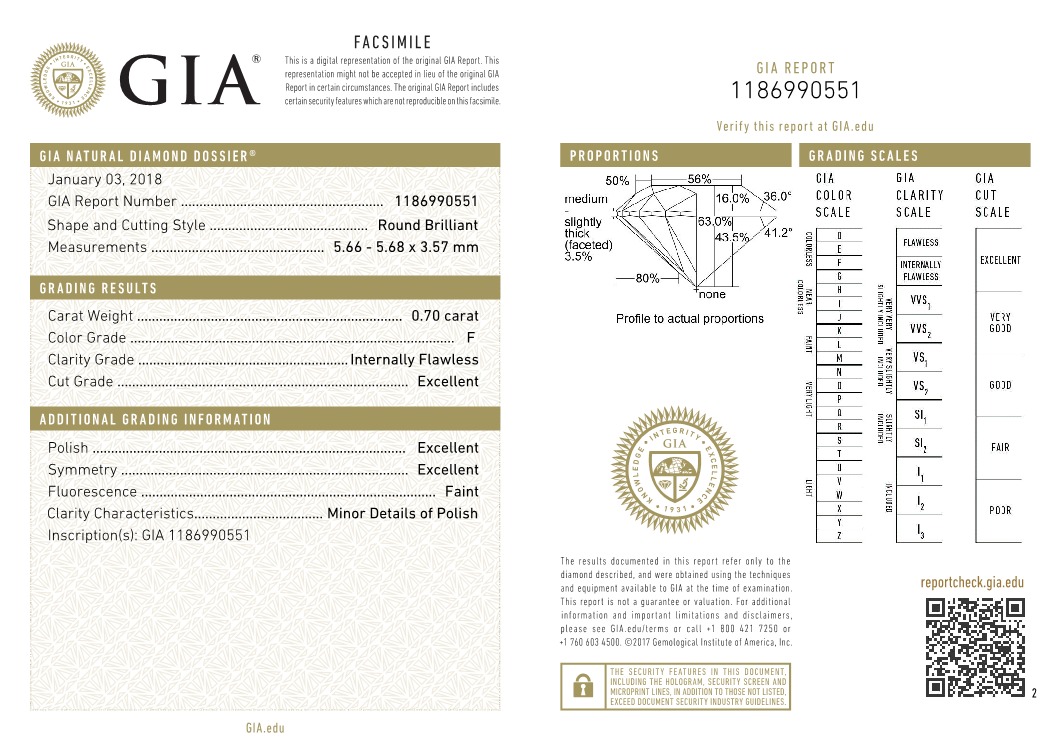 FACSIMILE
This is a digital representation of the original GIA Report. This
representation might not be accepted in lieu of the original GIA
Report in certain circumstances. The original GIA Report includes
certain security features which are not reproducible on this facsimile.
GIA®
KNOWLEDGE • INTEGRITY • EXCELLENCE
GIA
• 1931 •
GIA NATURAL DIAMOND DOSSIER®
January 03, 2018
GIA Report Number ................................................. 1186990551
Shape and Cutting Style ...................................... Round Brilliant
Measurements .......................................... 5.66 - 5.68 x 3.57 mm
GRADING RESULTS
Carat Weight ................................................................ 0.70 carat
Color Grade .............................................................................. F
Clarity Grade ................................................... Internally Flawless
Cut Grade ...................................................................... Excellent
ADDITIONAL GRADING INFORMATION
Polish ............................................................................ Excellent
Symmetry ..................................................................... Excellent
Fluorescence ...................................................................... Faint
Clarity Characteristics............................... Minor Details of Polish
Inscription(s): GIA 1186990551
GIA.edu
GIA REPORT
1186990551
Verify this report at GIA.edu
PROPORTIONS
50%
56%
medium
-
slightly
thick
(faceted)
3.5%
16.0%
36.0°
63.0%
43.5%
41.2°
80%
none
Profile to actual proportions
KNOWLEDGE • INTEGRITY • EXCELLENCE
GIA
• 1931 •
The results documented in this report refer only to the
diamond described, and were obtained using the techniques
and equipment available to GIA at the time of examination.
This report is not a guarantee or valuation. For additional
information and important limitations and disclaimers,
please see GIA.edu/terms or call +1 800 421 7250 or
+1 760 603 4500. ©2017 Gemological Institute of America, Inc.
THE SECURITY FEATURES IN THIS DOCUMENT,
INCLUDING THE HOLOGRAM, SECURITY SCREEN AND
MICROPRINT LINES, IN ADDITION TO THOSE NOT LISTED,
EXCEED DOCUMENT SECURITY INDUSTRY GUIDELINES.
GRADING SCALES
GIA
COLOR
SCALE
COLORLESS
D
E
F
NEAR
COLORLESS
G
H
I
J
FAINT
K
L
M
VERY LIGHT
N
O
P
Q
R
LIGHT
S
T
U
V
W
X
Y
Z
GIA
CLARITY
SCALE
FLAWLESS
INTERNALLY
FLAWLESS
VERY VERY
SLIGHTLY INCLUDED
VVS1
VVS2
VERY SLIGHTLY
INCLUDED
VS1
VS2
SLIGHTLY
INCLUDED
SI1
SI2
INCLUDED
I1
I2
I3
GIA
CUT
SCALE
EXCELLENT
VERY
GOOD
GOOD
FAIR
POOR
reportcheck.gia.edu
2